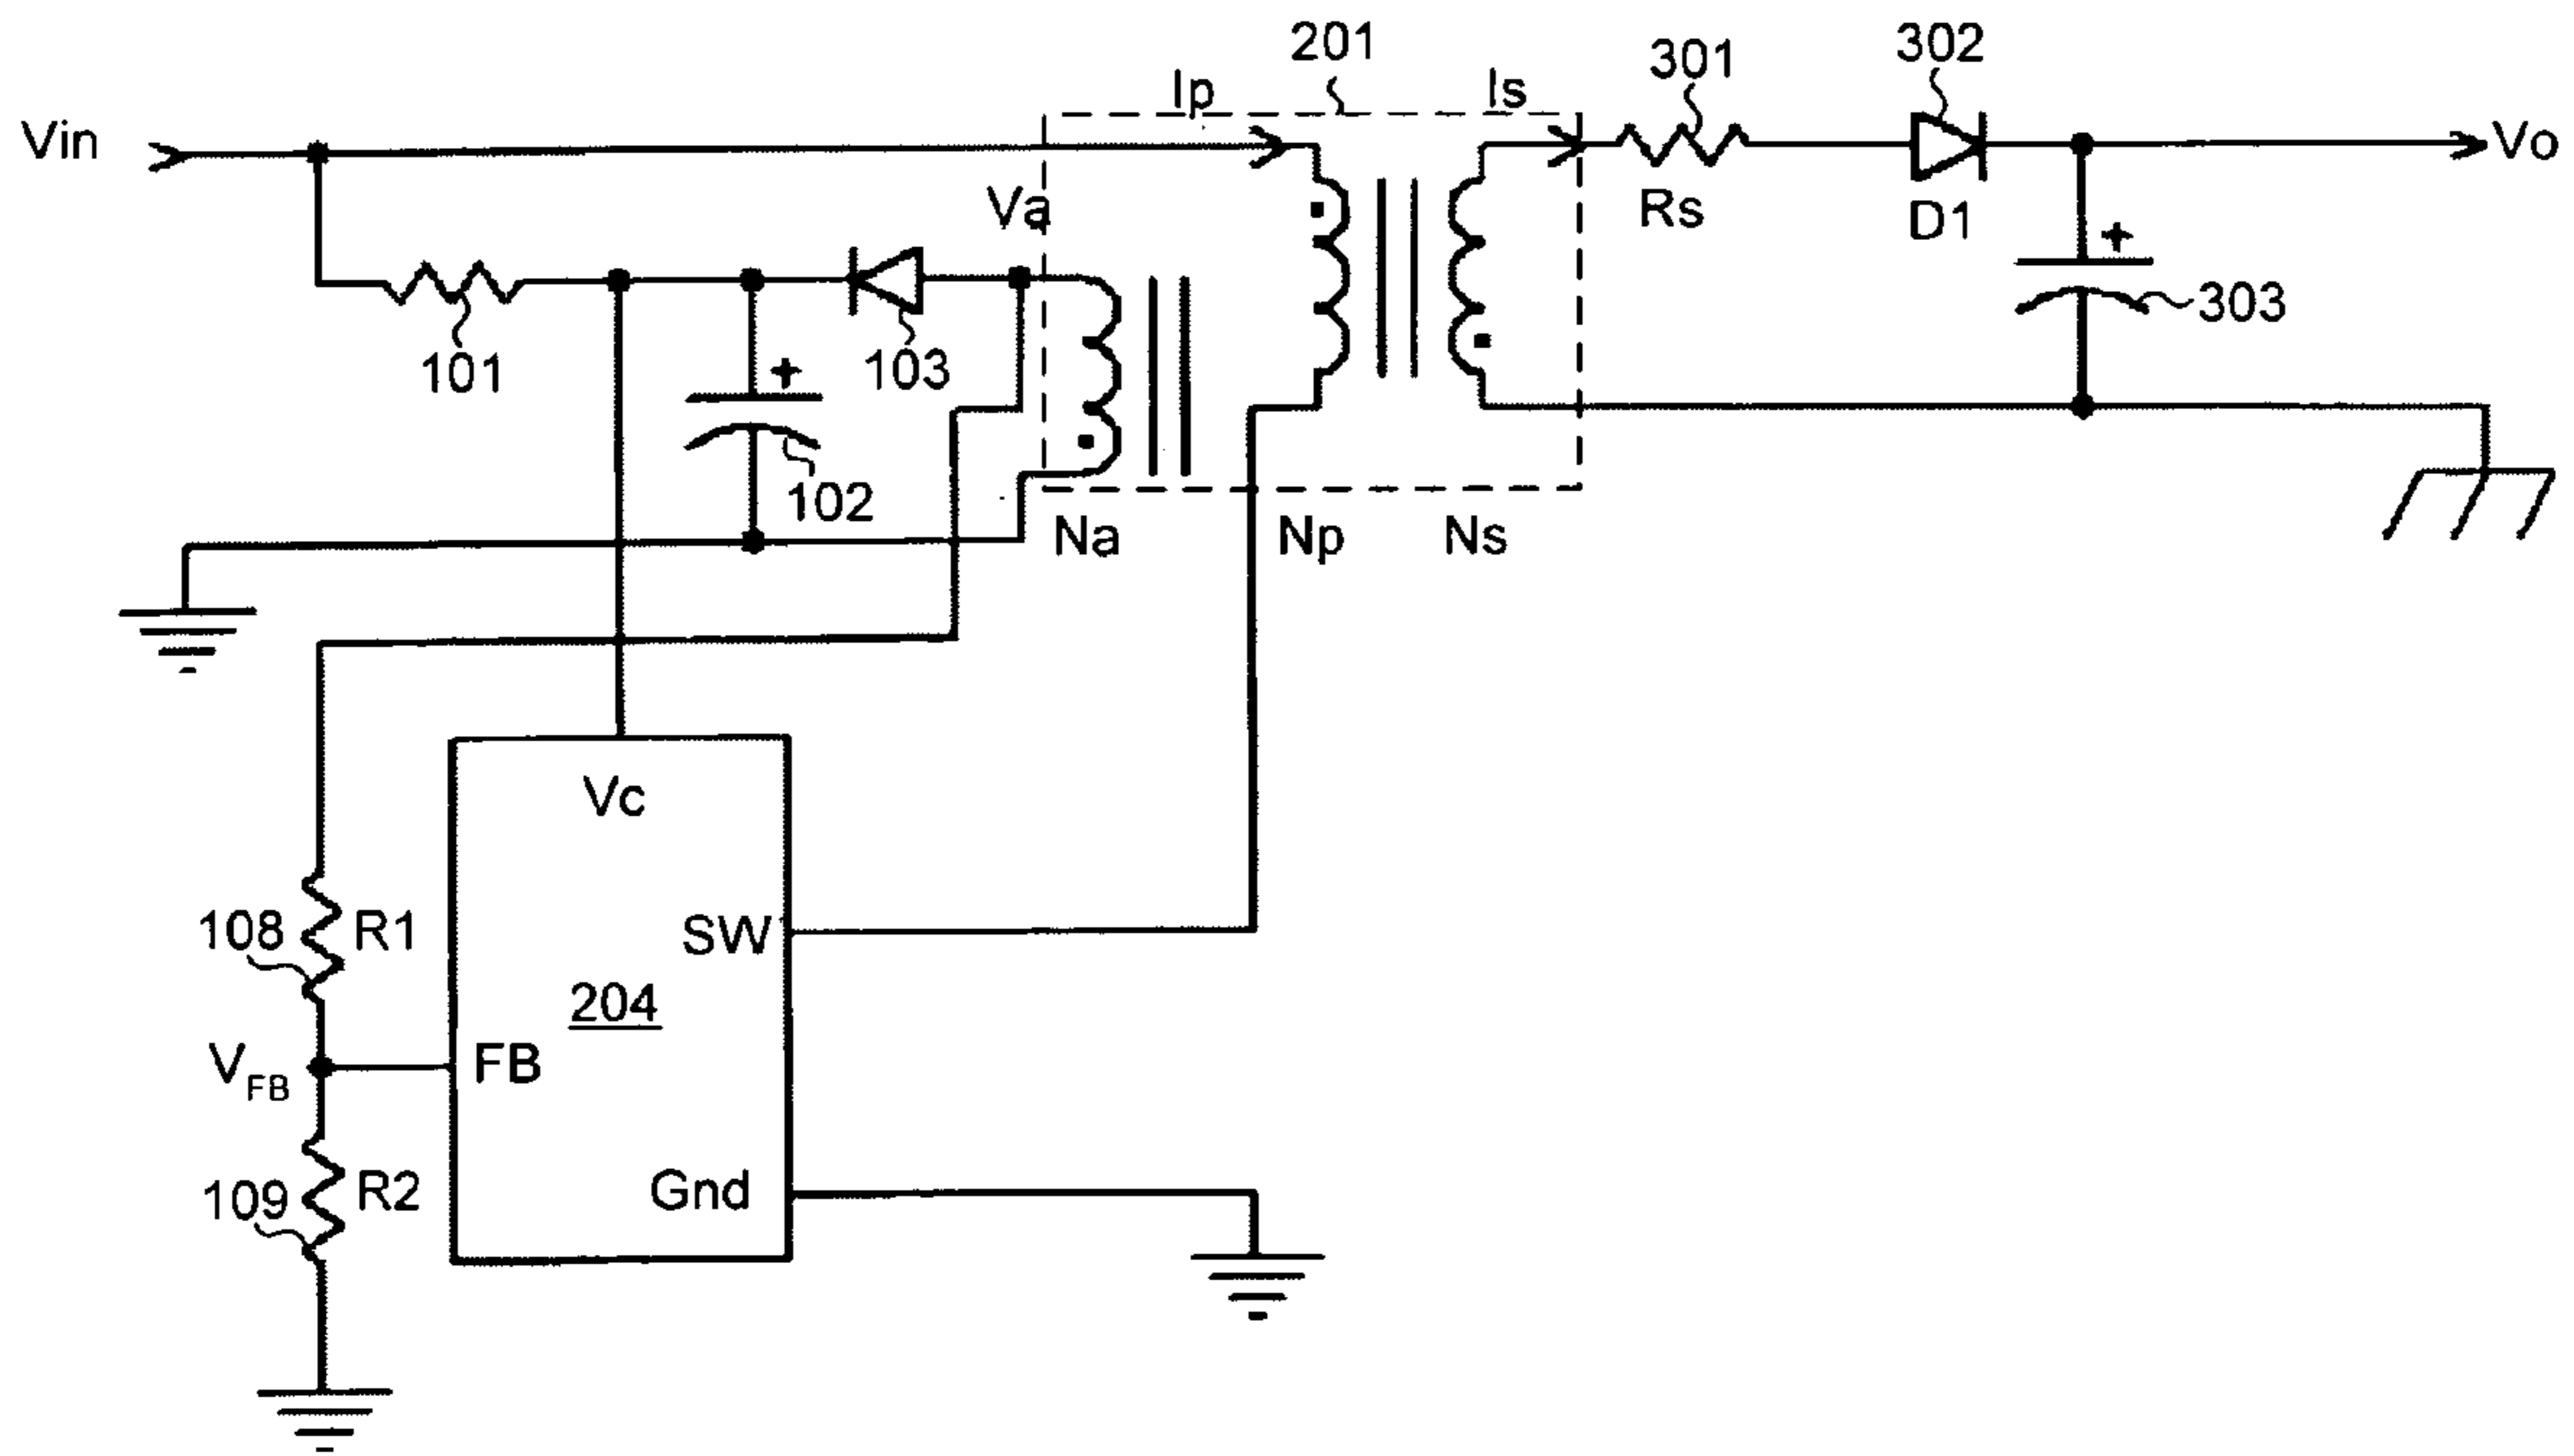 201
302
301
Ip
Is
Vin
Vo
Va
Rs
D1
303
101
103
102
Na
Np
Ns
Vc
108
R1
SW
204
VFB
FB
109
R2
Gnd